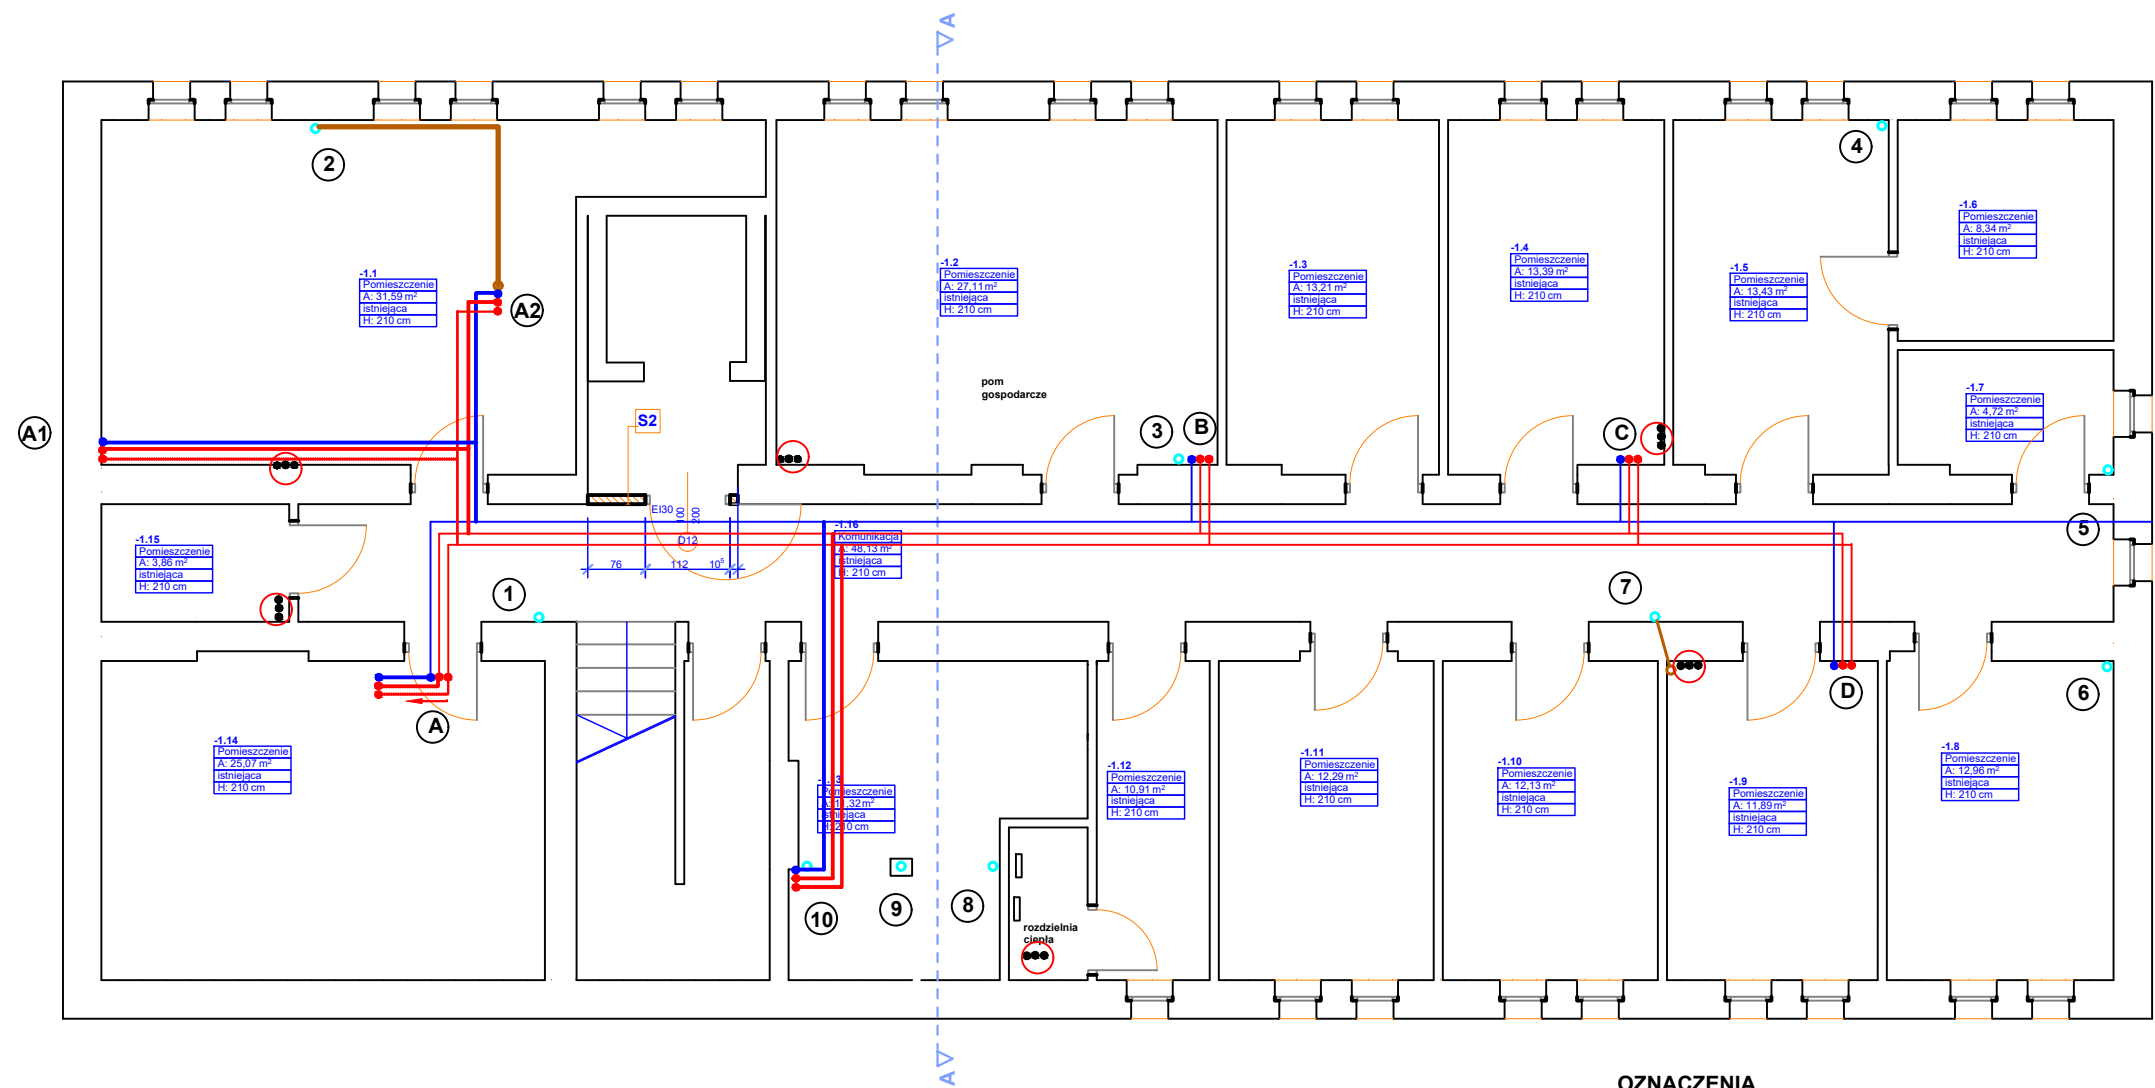 A
2
4
A1
-1.1
Pomieszczenie
A: 31,59 m²
istniejąca
H: 210 cm
A2
S2
-1.2
Pomieszczenie
A: 27,11 m²
istniejąca
H: 210 cm
pom
gospodarcze
3
B
-1.3
Pomieszczenie
A: 13,21 m²
istniejąca
H: 210 cm
-1.4
Pomieszczenie
A: 13,39 m²
istniejąca
H: 210 cm
C
-1.5
Pomieszczenie
A: 13,43 m²
istniejąca
H: 210 cm
-1.6
Pomieszczenie
A: 8,34 m²
istniejąca
H: 210 cm
-1.7
Pomieszczenie
A: 4,72 m²
istniejąca
H: 210 cm
5
-1.15
Pomieszczenie
A: 3,86 m²
istniejąca
H: 210 cm
1
EI30
100
200
D12
76
112
10⁵
-1.16
Komunikacja
A: 48,13 m²
istniejąca
H: 210 cm
7
A
D
6
-1.14
Pomieszczenie
A: 25,07 m²
istniejąca
H: 210 cm
Pomieszczenie
istniejąca
H: 210 cm
10
9
8
rozdzielnia
ciepła
-1.12
Pomieszczenie
A: 10,91 m²
istniejąca
H: 210 cm
-1.11
Pomieszczenie
A: 12,29 m²
istniejąca
H: 210 cm
-1.10
Pomieszczenie
A: 12,13 m²
istniejąca
H: 210 cm
-1.9
Pomieszczenie
A: 11,89 m²
istniejąca
H: 210 cm
-1.8
Pomieszczenie
A: 12,96 m²
istniejąca
H: 210 cm
A
OZNACZENIA